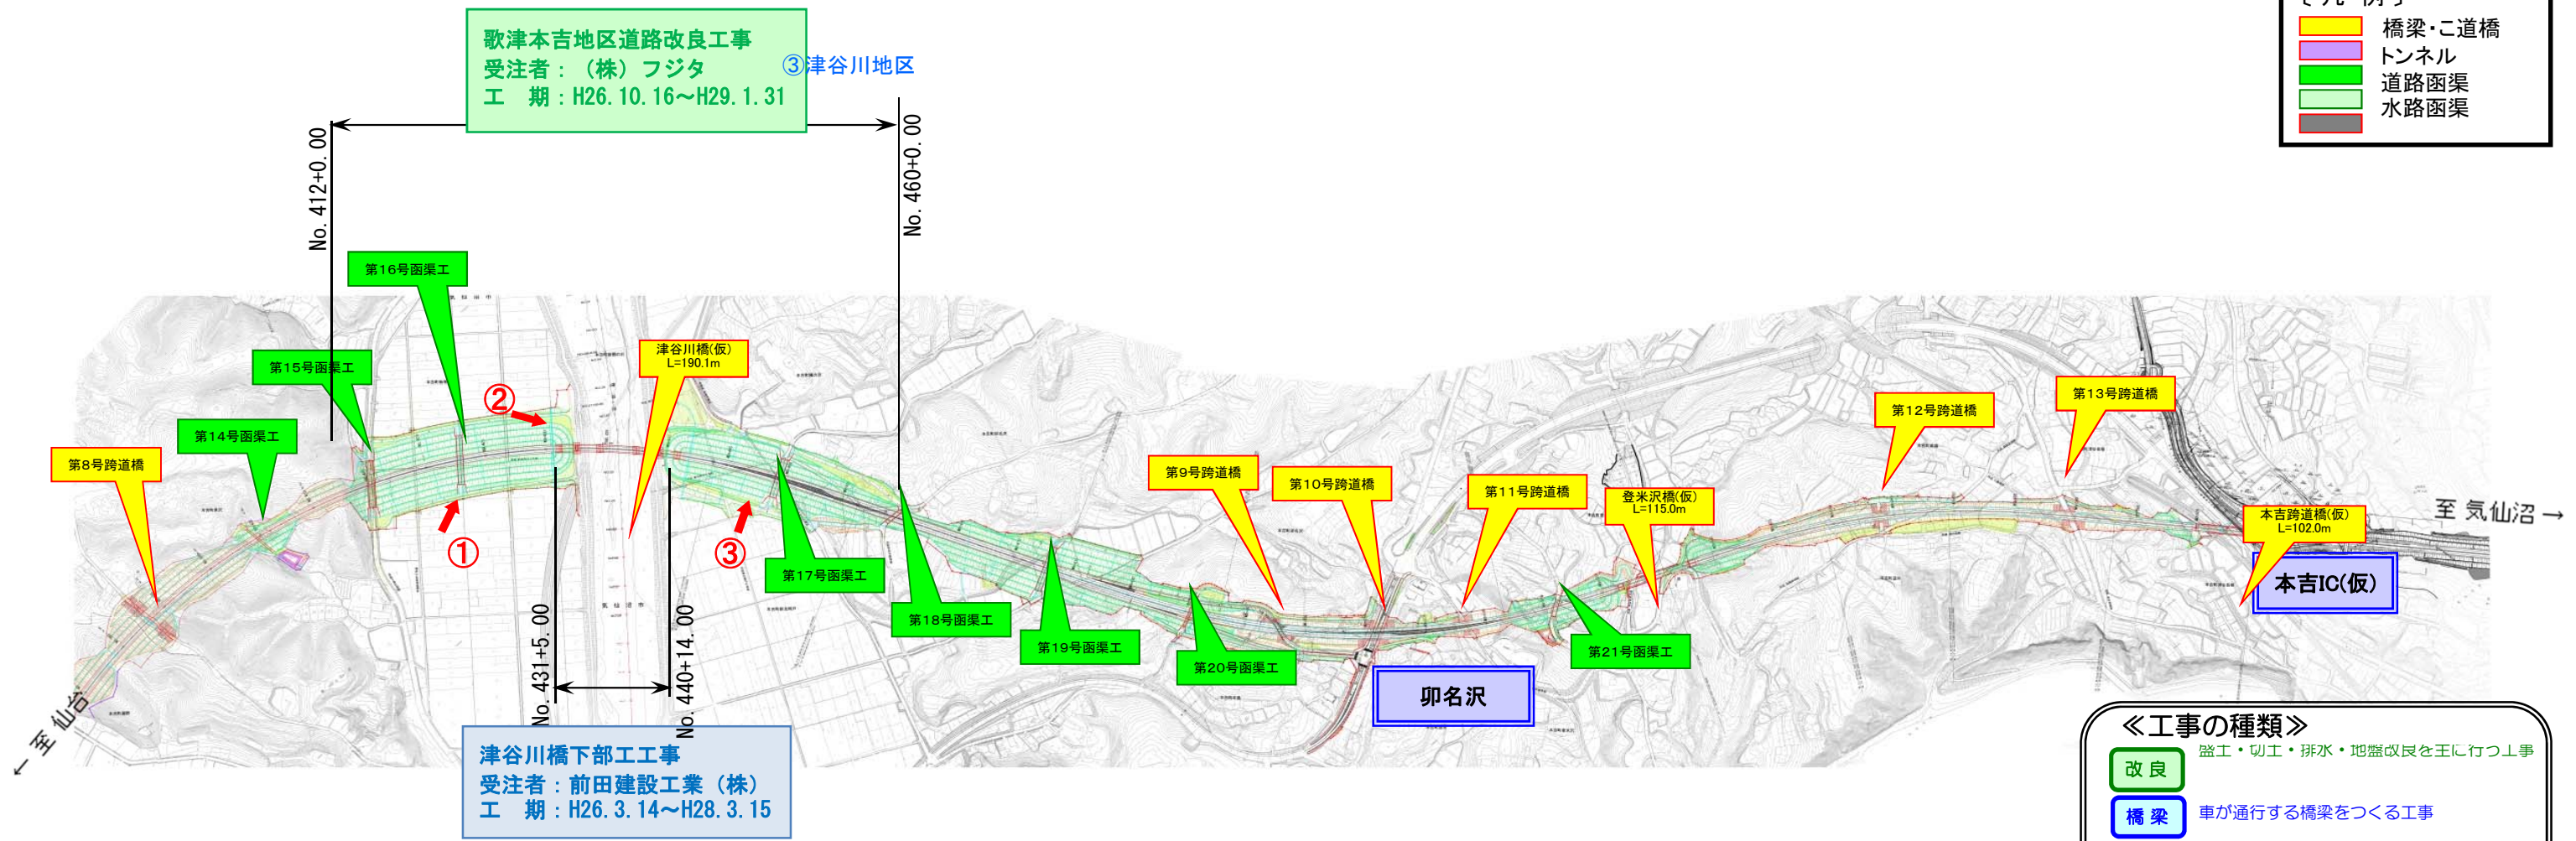 歌津本吉地区道路改良工事
受注者：（株）フジタ
工　期：H26.10.16～H29.1.31
③津谷川地区
橋梁・こ道橋
トンネル
道路函渠
水路函渠
No.412+0.00
No.460+0.00
第16号函渠工
第15号函渠工
第14号函渠工
第8号跨道橋
②
①
③
津谷川橋(仮)
L=190.1m
第17号函渠工
第18号函渠工
第19号函渠工
第20号函渠工
第9号跨道橋
第10号跨道橋
第11号跨道橋
登米沢橋(仮)
L=115.0m
第21号函渠工
第12号跨道橋
第13号跨道橋
本吉跨道橋(仮)
L=102.0m
至 気仙沼 →
本吉IC(仮)
卯名沢
← 至 仙台
No.431+5.00
No.440+14.00
津谷川橋下部工工事
受注者：前田建設工業（株）
工　期：H26.3.14～H28.3.15
≪工事の種類≫
改良
盛土・切土・排水・地盤改良を主に行う工事
橋梁
車が通行する橋梁をつくる工事